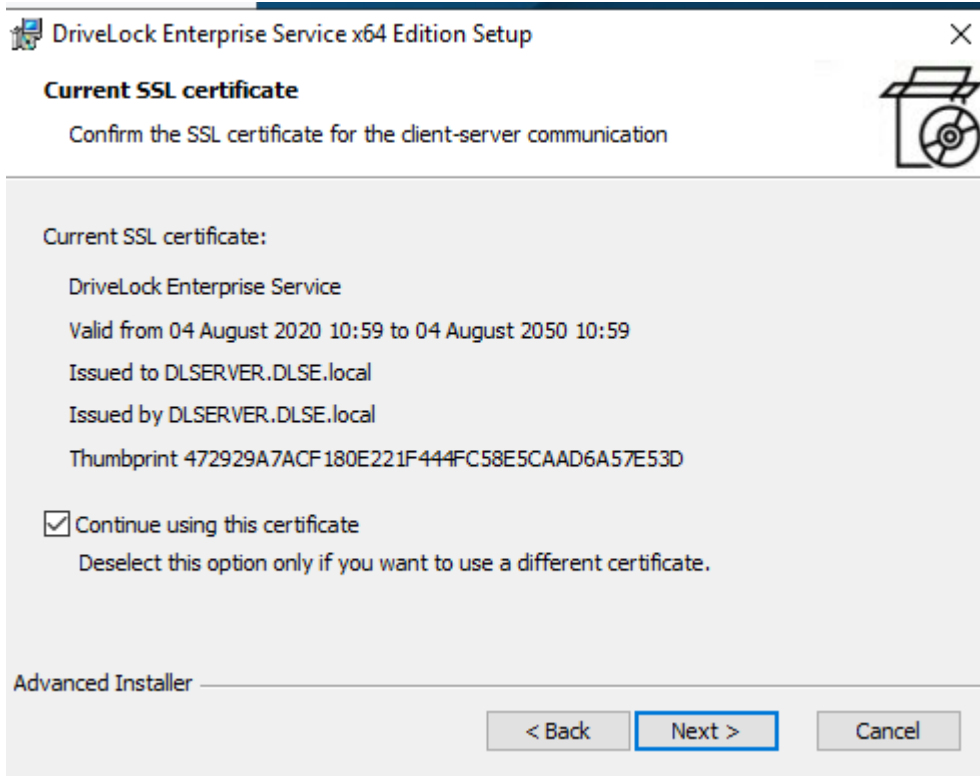 DriveLock Enterprise Service x64 Edition Setup
Current SSL certificate
Confirm the SSL certificate for the client-server communication
Current SSL certificate:
DriveLock Enterprise Service
Valid from 04 August 2020 10:59 to 04 August 2050 10:59
Issued to DLSERVER.DLSE.local
Issued by DLSERVER.DLSE.local
Thumbprint 472929A7ACF180E221F444FC58E5CAAD6A57E53D
Continue using this certificate
Deselect this option only if you want to use a different certificate.
Advanced Installer
< Back Next > Cancel